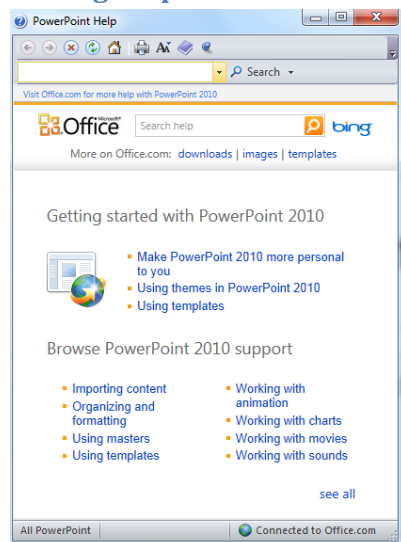 PowerPoint Help
Search
Visit Office.com for more help with PowerPoint 2010
Microsoft
Office
Search help
bing
More on Office.com: downloads | images | templates
Getting started with PowerPoint 2010
Make PowerPoint 2010 more personal
to you
Using themes in PowerPoint 2010
Using templates
Browse PowerPoint 2010 support
Importing content
Organizing and
formatting
Using masters
Using templates
Working with
animation
Working with charts
Working with movies
Working with sounds
see all
All PowerPoint
Connected to Office.com